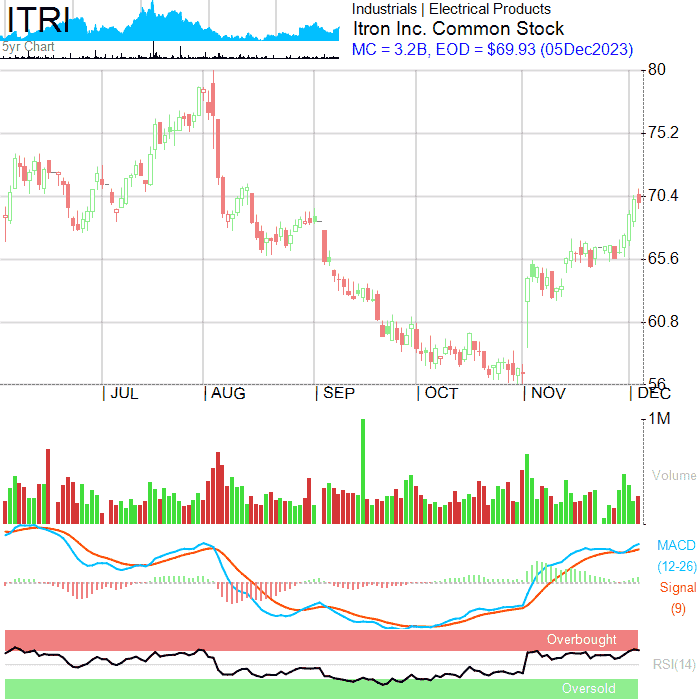 ITRI
5yr Chart
Industrials | Electrical Products
Itron Inc. Common Stock
MC = 3.2B, EOD = $69.93 (05Dec2023)
80
75.2
70.4
65.6
60.8
56
JUL AUG SEP OCT NOV DEC
1M
Volume
MACD
(12-26)
Signal
(9)
Overbought
RSI(14)
Oversold